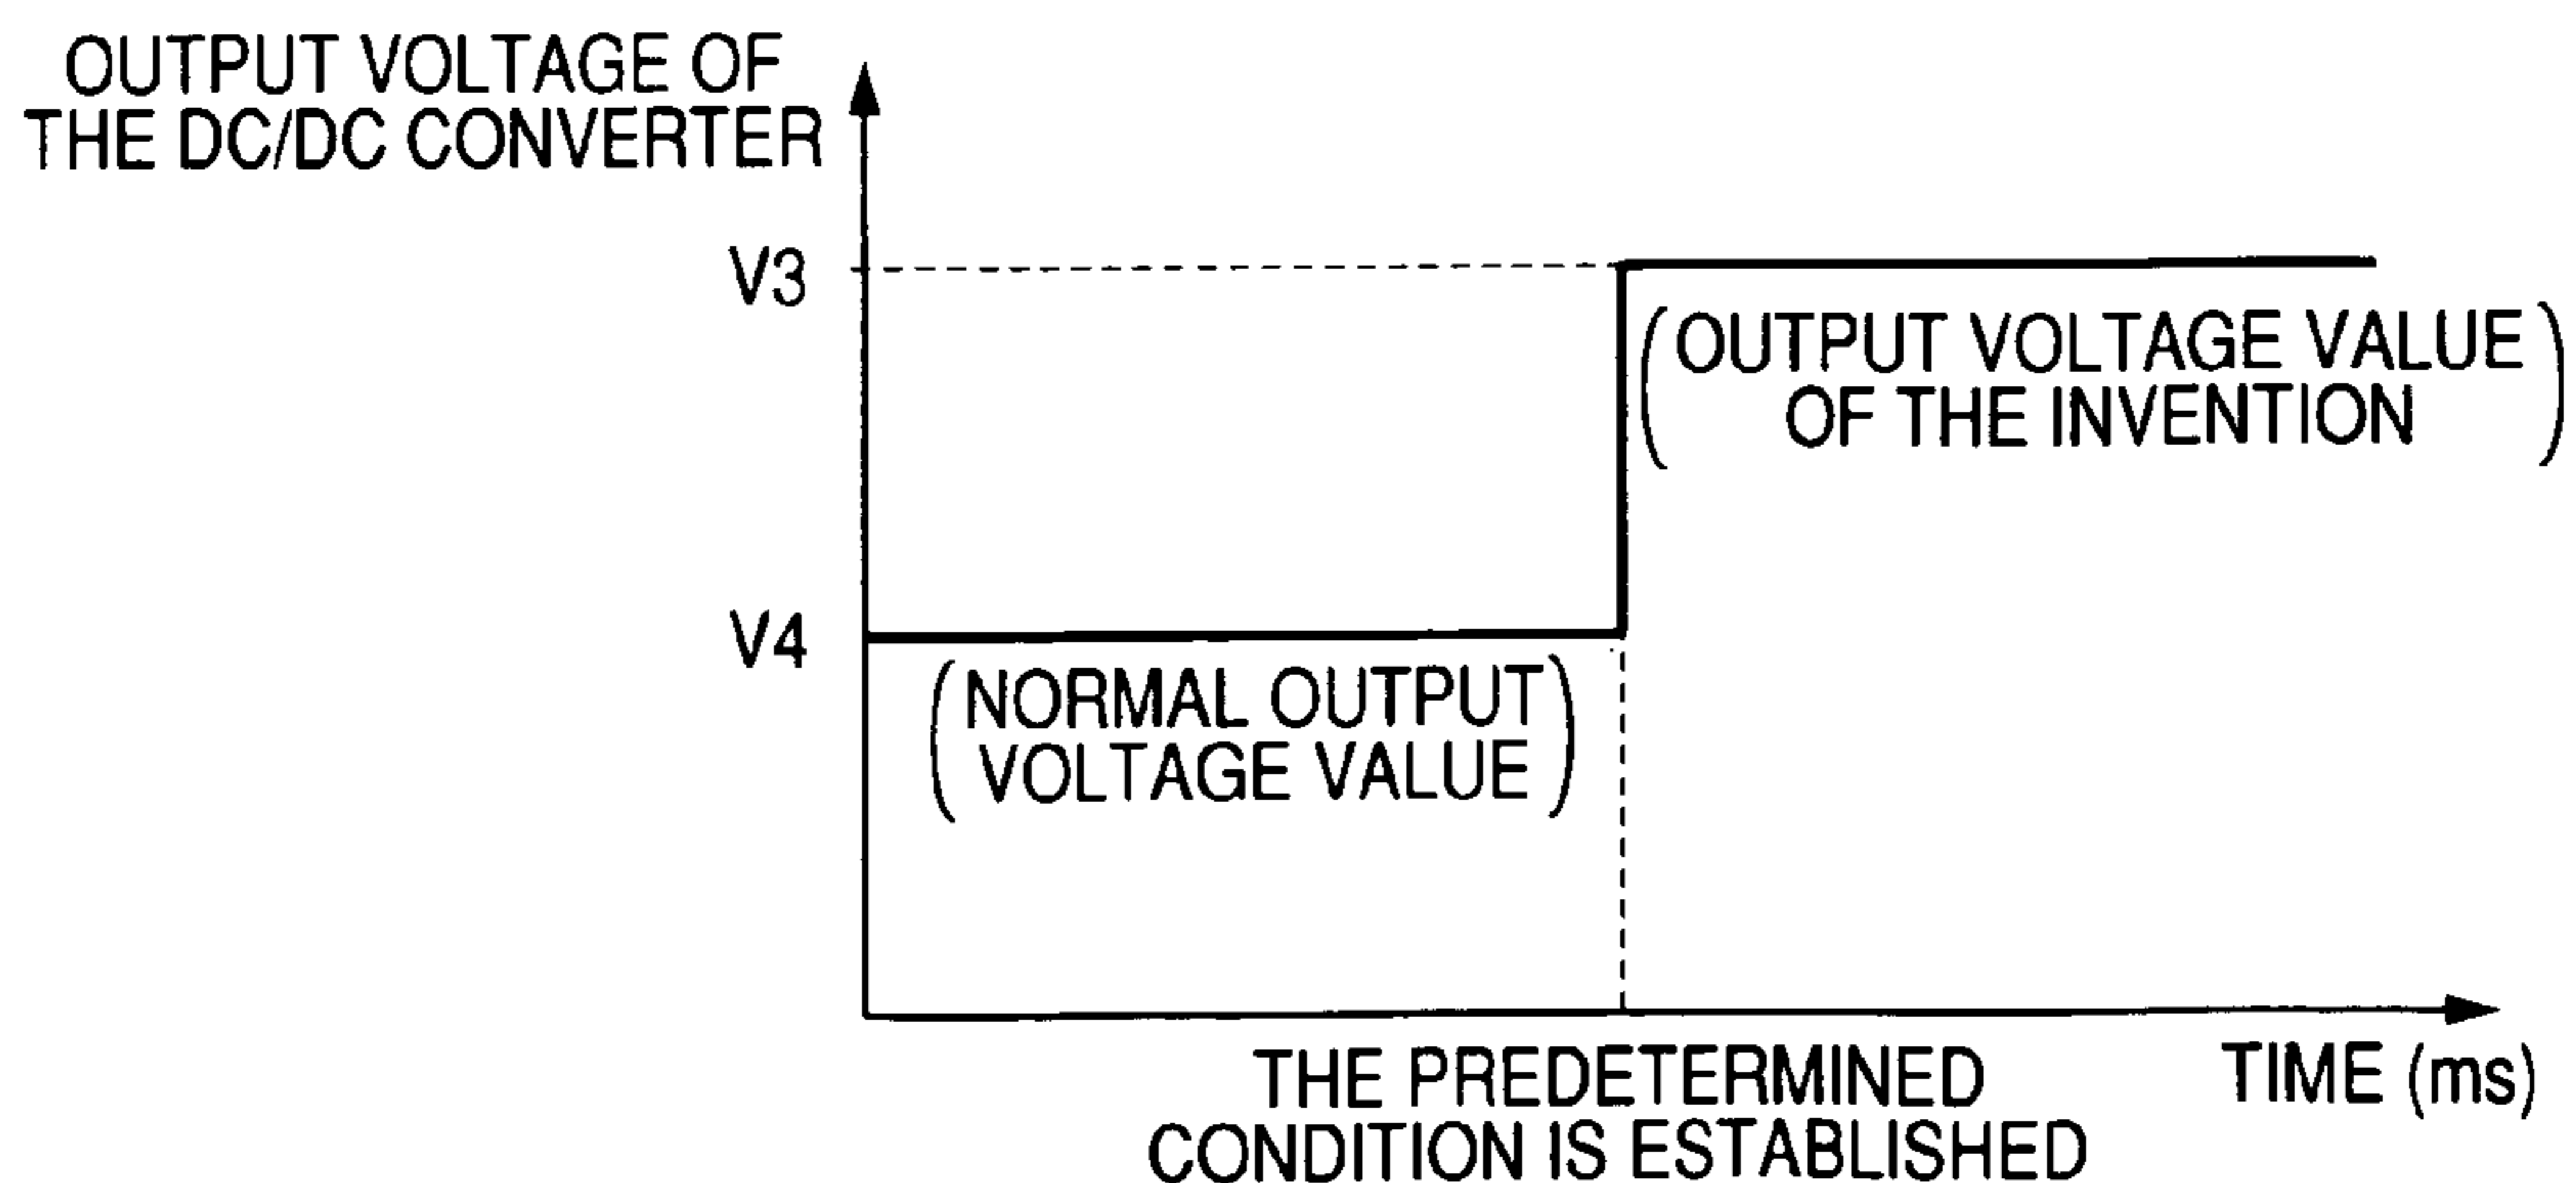 OUTPUT VOLTAGE OF
THE DC/DC CONVERTER
V3
(OUTPUT VOLTAGE VALUE
OF THE INVENTION)
V4
(NORMAL OUTPUT
VOLTAGE VALUE)
THE PREDETERMINED
CONDITION IS ESTABLISHED
TIME (ms)